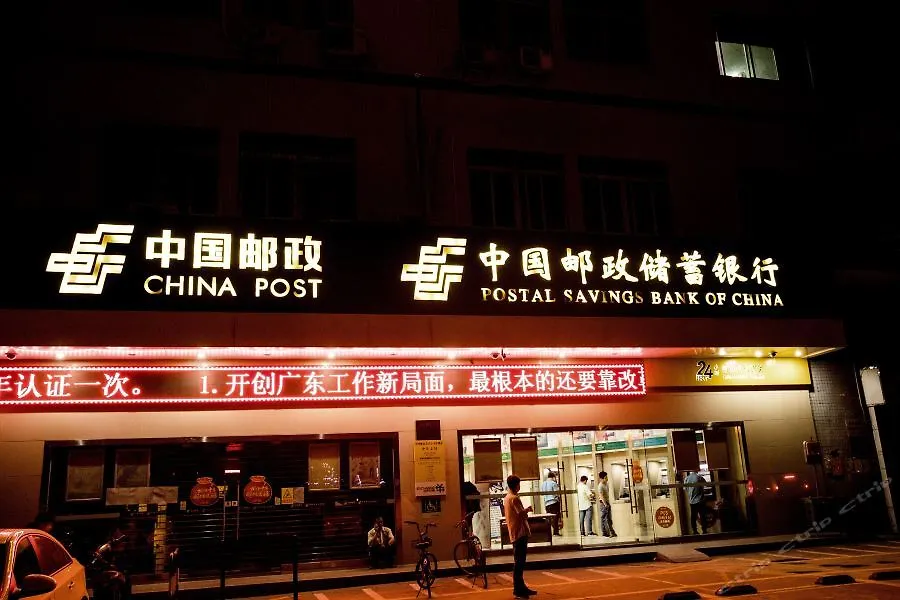 中国邮政
CHINA POST
中国邮政储蓄银行
POSTAL SAVINGS BANK OF CHINA
年认证一次。 1.开创广东工作新局面，最根本的还要靠改
24